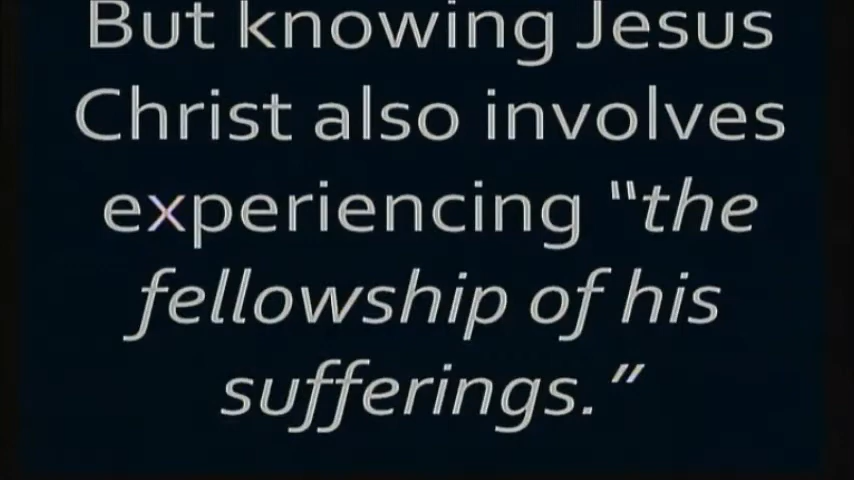 But knowing Jesus
Christ also involves
experiencing “the
fellowship of his
sufferings.”